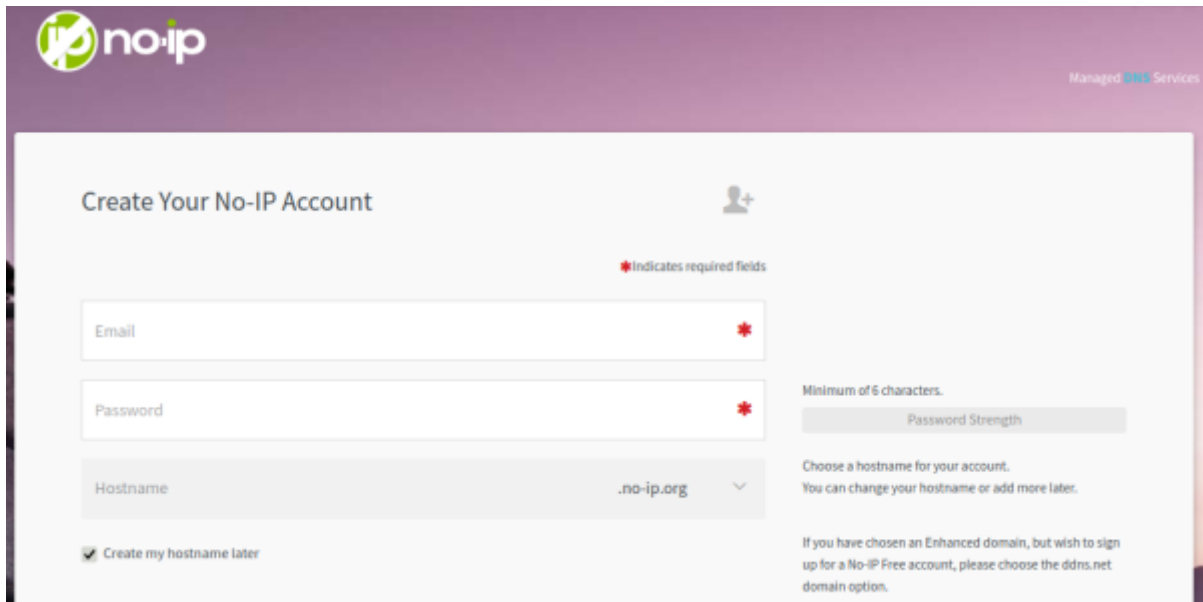 no-ip
Managed DNS Services
Create Your No-IP Account
✱Indicates required fields
Email ✱
Password ✱
Minimum of 6 characters.
Password Strength
Hostname .no-ip.org
Choose a hostname for your account.
You can change your hostname or add more later.
Create my hostname later
If you have chosen an Enhanced domain, but wish to sign
up for a No-IP Free account, please choose the ddns.net
domain option.